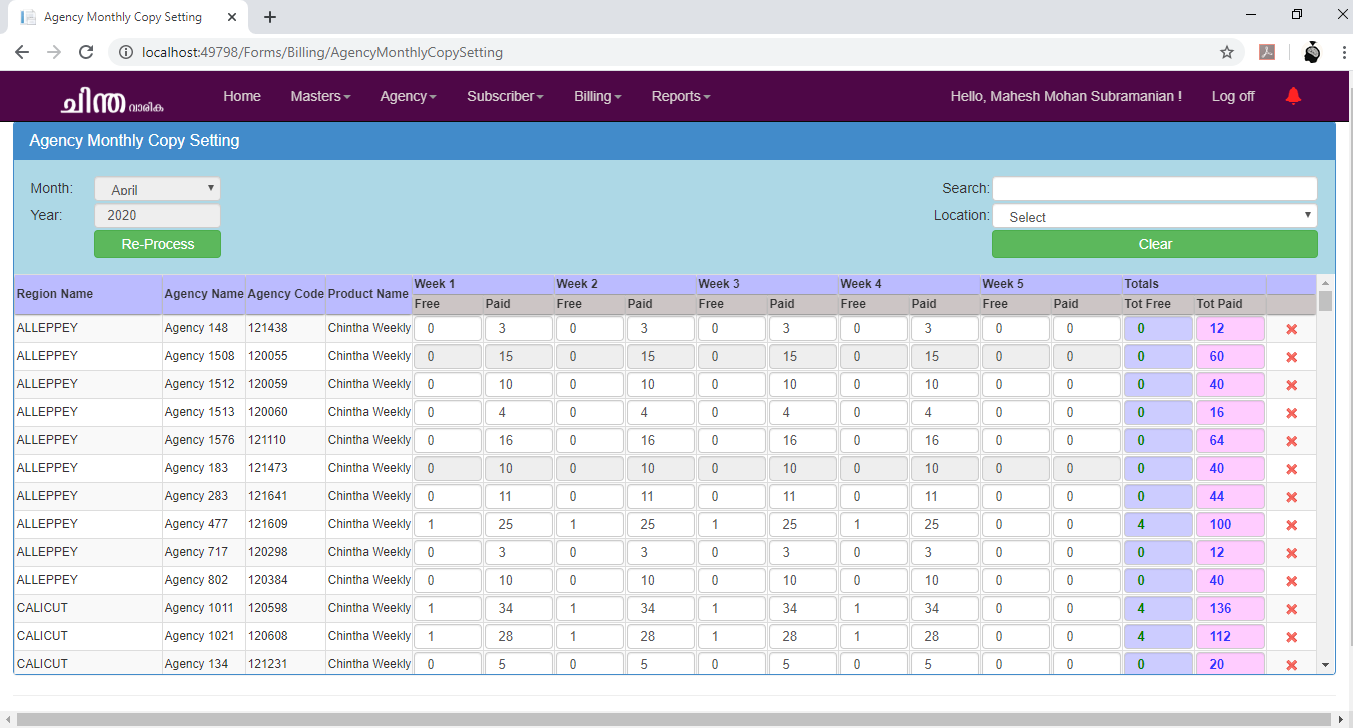 Agency Monthly Copy Setting
localhost:49798/Forms/Billing/AgencyMonthlyCopySetting
ചിന്ത വാരിക Home Masters Agency Subscriber Billing Reports Hello, Mahesh Mohan Subramanian ! Log off
Agency Monthly Copy Setting
Month: April Search:
Year: 2020 Location: Select
Re-Process Clear
Region Name Agency Name Agency Code Product Name Week 1 Week 2 Week 3 Week 4 Week 5 Totals
Free Paid Free Paid Free Paid Free Paid Free Paid Tot Free Tot Paid
ALLEPPEY Agency 148 121438 Chintha Weekly 0 3 0 3 0 3 0 3 0 0 0 12
ALLEPPEY Agency 1508 120055 Chintha Weekly 0 15 0 15 0 15 0 15 0 0 0 60
ALLEPPEY Agency 1512 120059 Chintha Weekly 0 10 0 10 0 10 0 10 0 0 0 40
ALLEPPEY Agency 1513 120060 Chintha Weekly 0 4 0 4 0 4 0 4 0 0 0 16
ALLEPPEY Agency 1576 121110 Chintha Weekly 0 16 0 16 0 16 0 16 0 0 0 64
ALLEPPEY Agency 183 121473 Chintha Weekly 0 10 0 10 0 10 0 10 0 0 0 40
ALLEPPEY Agency 283 121641 Chintha Weekly 0 11 0 11 0 11 0 11 0 0 0 44
ALLEPPEY Agency 477 121609 Chintha Weekly 1 25 1 25 1 25 1 25 0 0 4 100
ALLEPPEY Agency 717 120298 Chintha Weekly 0 3 0 3 0 3 0 3 0 0 0 12
ALLEPPEY Agency 802 120384 Chintha Weekly 0 10 0 10 0 10 0 10 0 0 0 40
CALICUT Agency 1011 120598 Chintha Weekly 1 34 1 34 1 34 1 34 0 0 4 136
CALICUT Agency 1021 120608 Chintha Weekly 1 28 1 28 1 28 1 28 0 0 4 112
CALICUT Agency 134 121231 Chintha Weekly 0 5 0 5 0 5 0 5 0 0 0 20